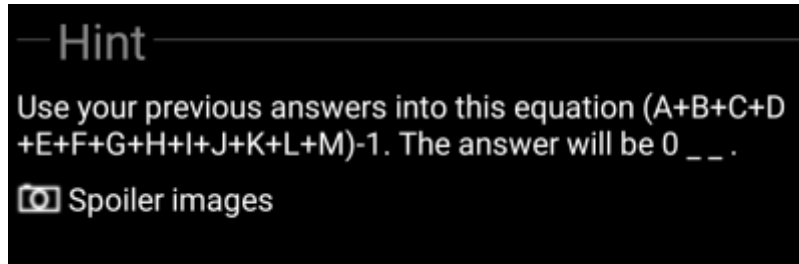 Hint
Use your previous answers into this equation (A+B+C+D
+E+F+G+H+I+J+K+L+M)-1. The answer will be 0 _ _ .
Spoiler images